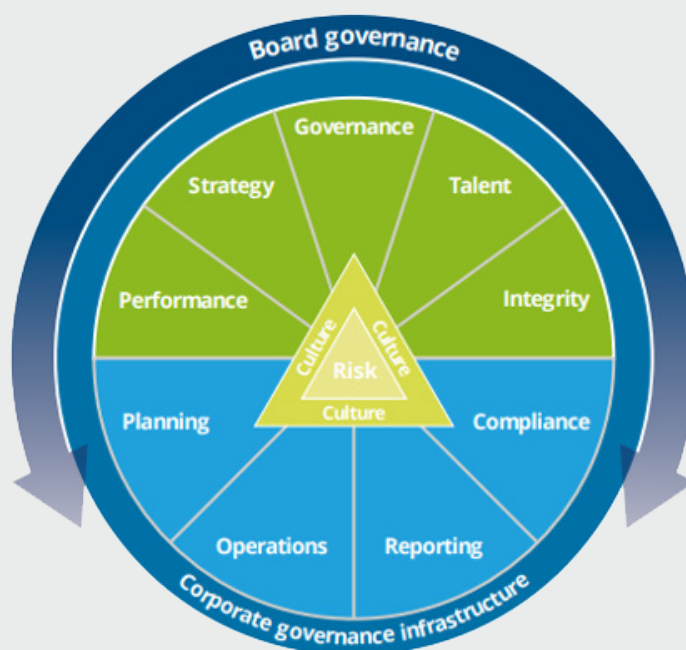 Board governance
Governance
Strategy
Talent
Performance
Integrity
Culture
Culture
Risk
Culture
Planning
Compliance
Operations
Reporting
Corporate governance infrastructure